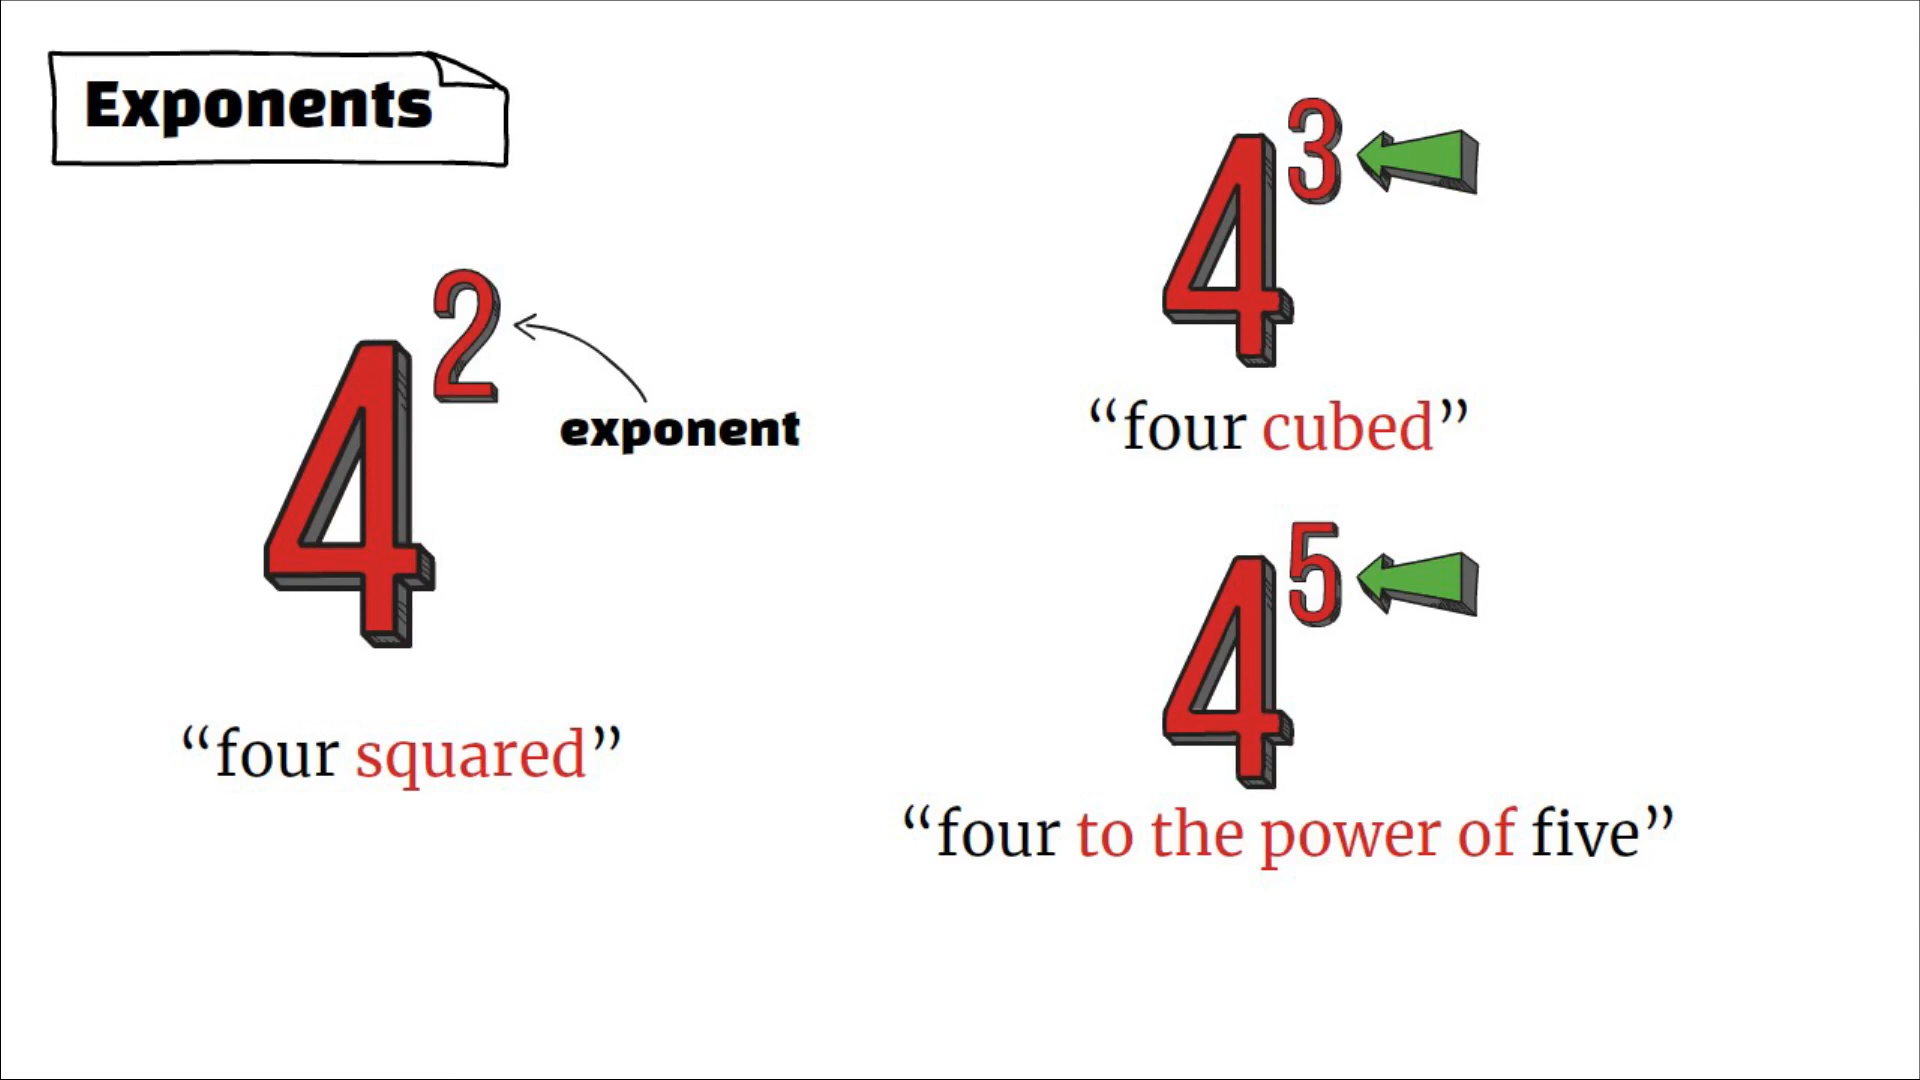 Exponents
4²
exponent
“four squared”
4³
“four cubed”
4⁵
“four to the power of five”